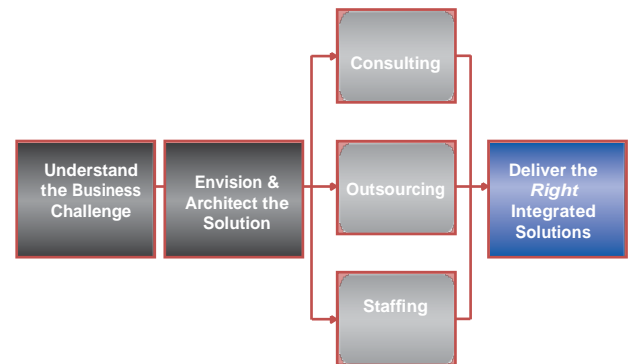 Understand
the Business
Challenge
Envision &
Architect the
Solution
Consulting
Outsourcing
Staffing
Deliver the
Right
Integrated
Solutions